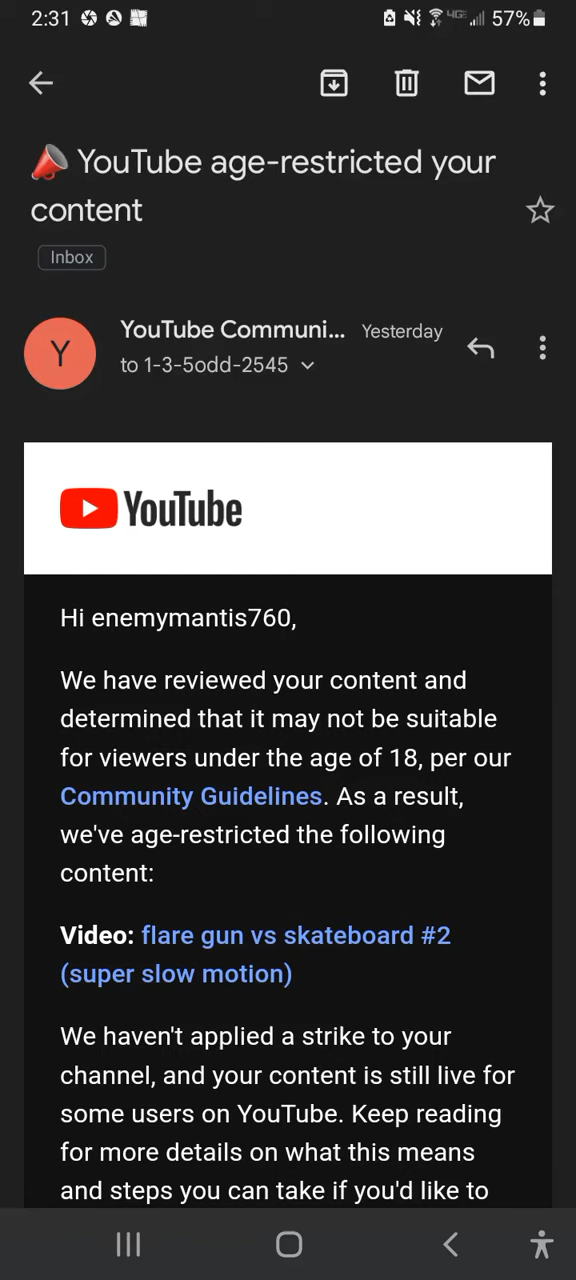 2:31 4GE 57%
📣 YouTube age-restricted your
content
Inbox
YouTube Communi... Yesterday
to 1-3-5odd-2545
Y
YouTube
Hi enemymantis760,
We have reviewed your content and
determined that it may not be suitable
for viewers under the age of 18, per our
Community Guidelines. As a result,
we've age-restricted the following
content:
Video: flare gun vs skateboard #2
(super slow motion)
We haven't applied a strike to your
channel, and your content is still live for
some users on YouTube. Keep reading
for more details on what this means
and steps you can take if you'd like to